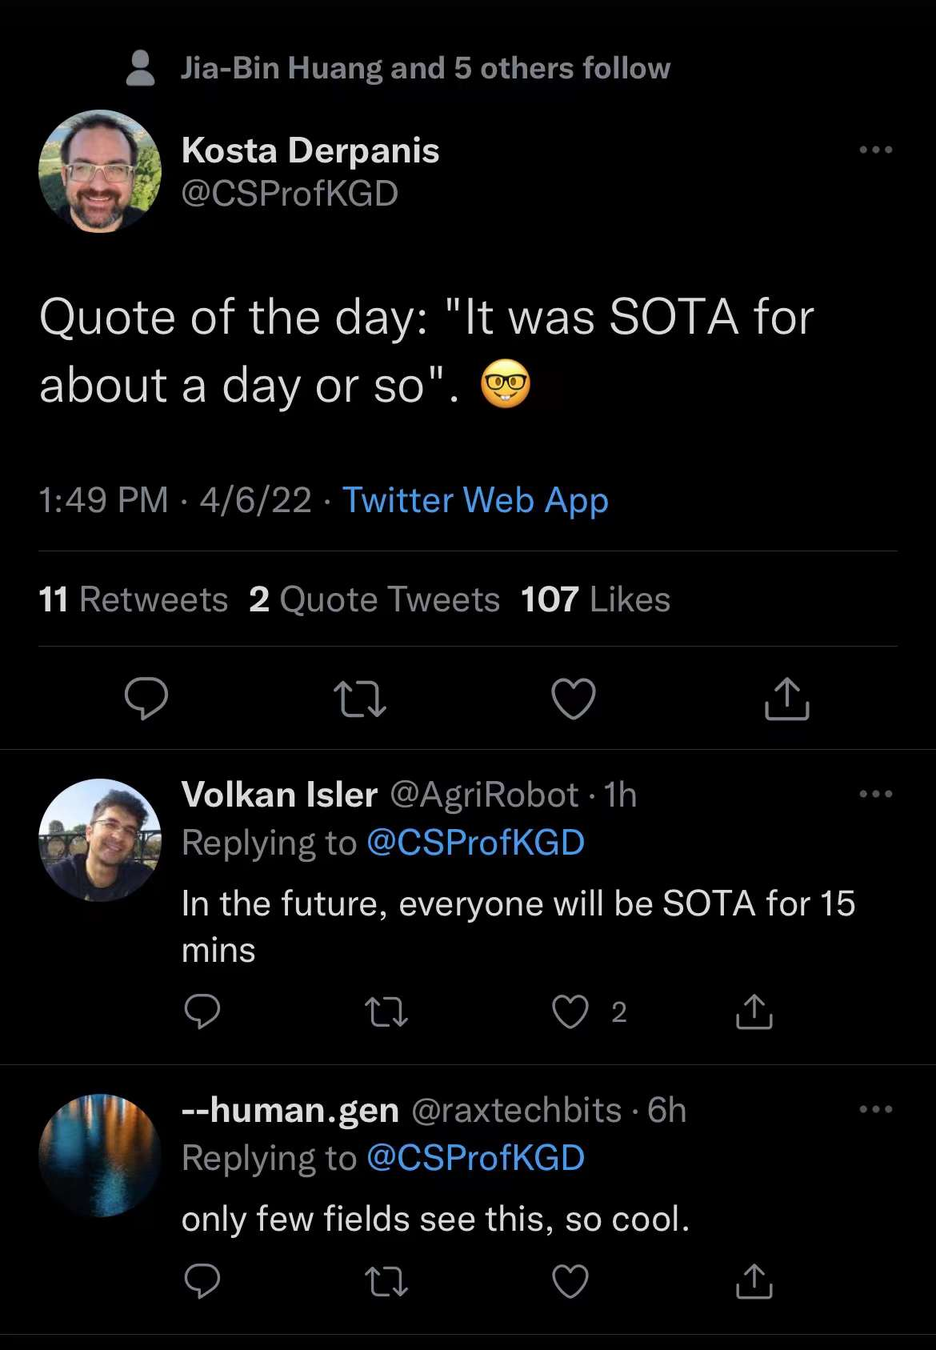 Jia-Bin Huang and 5 others follow
Kosta Derpanis
@CSProfKGD
Quote of the day: "It was SOTA for
about a day or so". 🤓
1:49 PM · 4/6/22 · Twitter Web App
11 Retweets 2 Quote Tweets 107 Likes
Volkan Isler @AgriRobot · 1h
Replying to @CSProfKGD
In the future, everyone will be SOTA for 15
mins
2
--human.gen @raxtechbits · 6h
Replying to @CSProfKGD
only few fields see this, so cool.